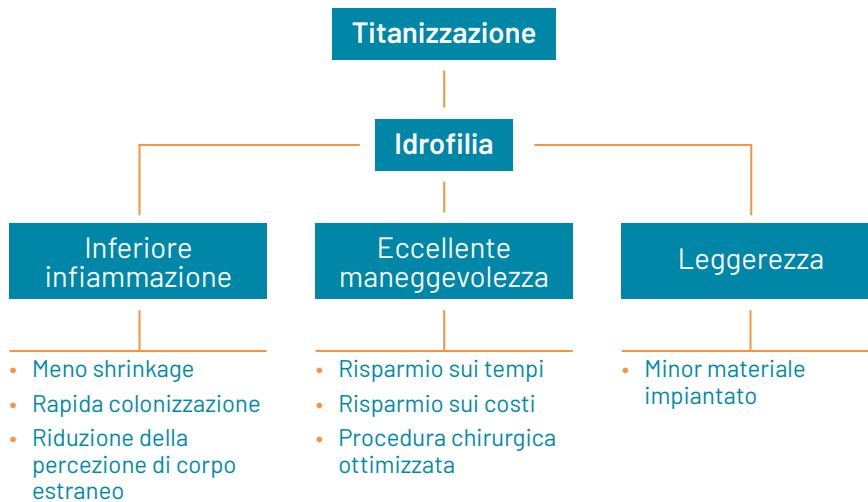 Titanizzazione
Idrofilia
Inferiore
infiammazione
Eccellente
maneggevolezza
Leggerezza
• Meno shrinkage
• Rapida colonizzazione
• Riduzione della
percezione di corpo
estraneo
• Risparmio sui tempi
• Risparmio sui costi
• Procedura chirurgica
ottimizzata
• Minor materiale
impiantato